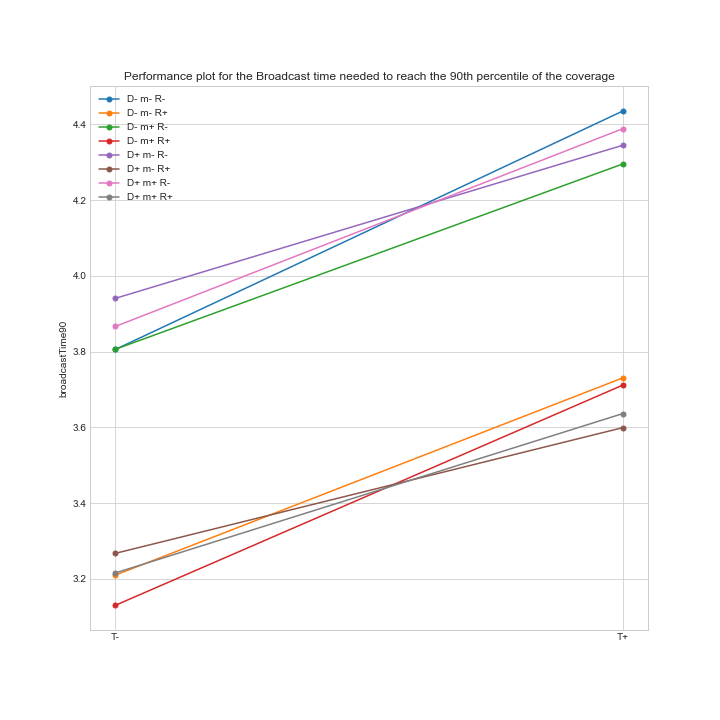 Performance plot for the Broadcast time needed to reach the 90th percentile of the coverage
D- m- R-
D- m- R+
D- m+ R-
D- m+ R+
D+ m- R-
D+ m- R+
D+ m+ R-
D+ m+ R+
4.4
4.2
4.0
3.8
3.6
3.4
3.2
broadcastTime90
T-
T+